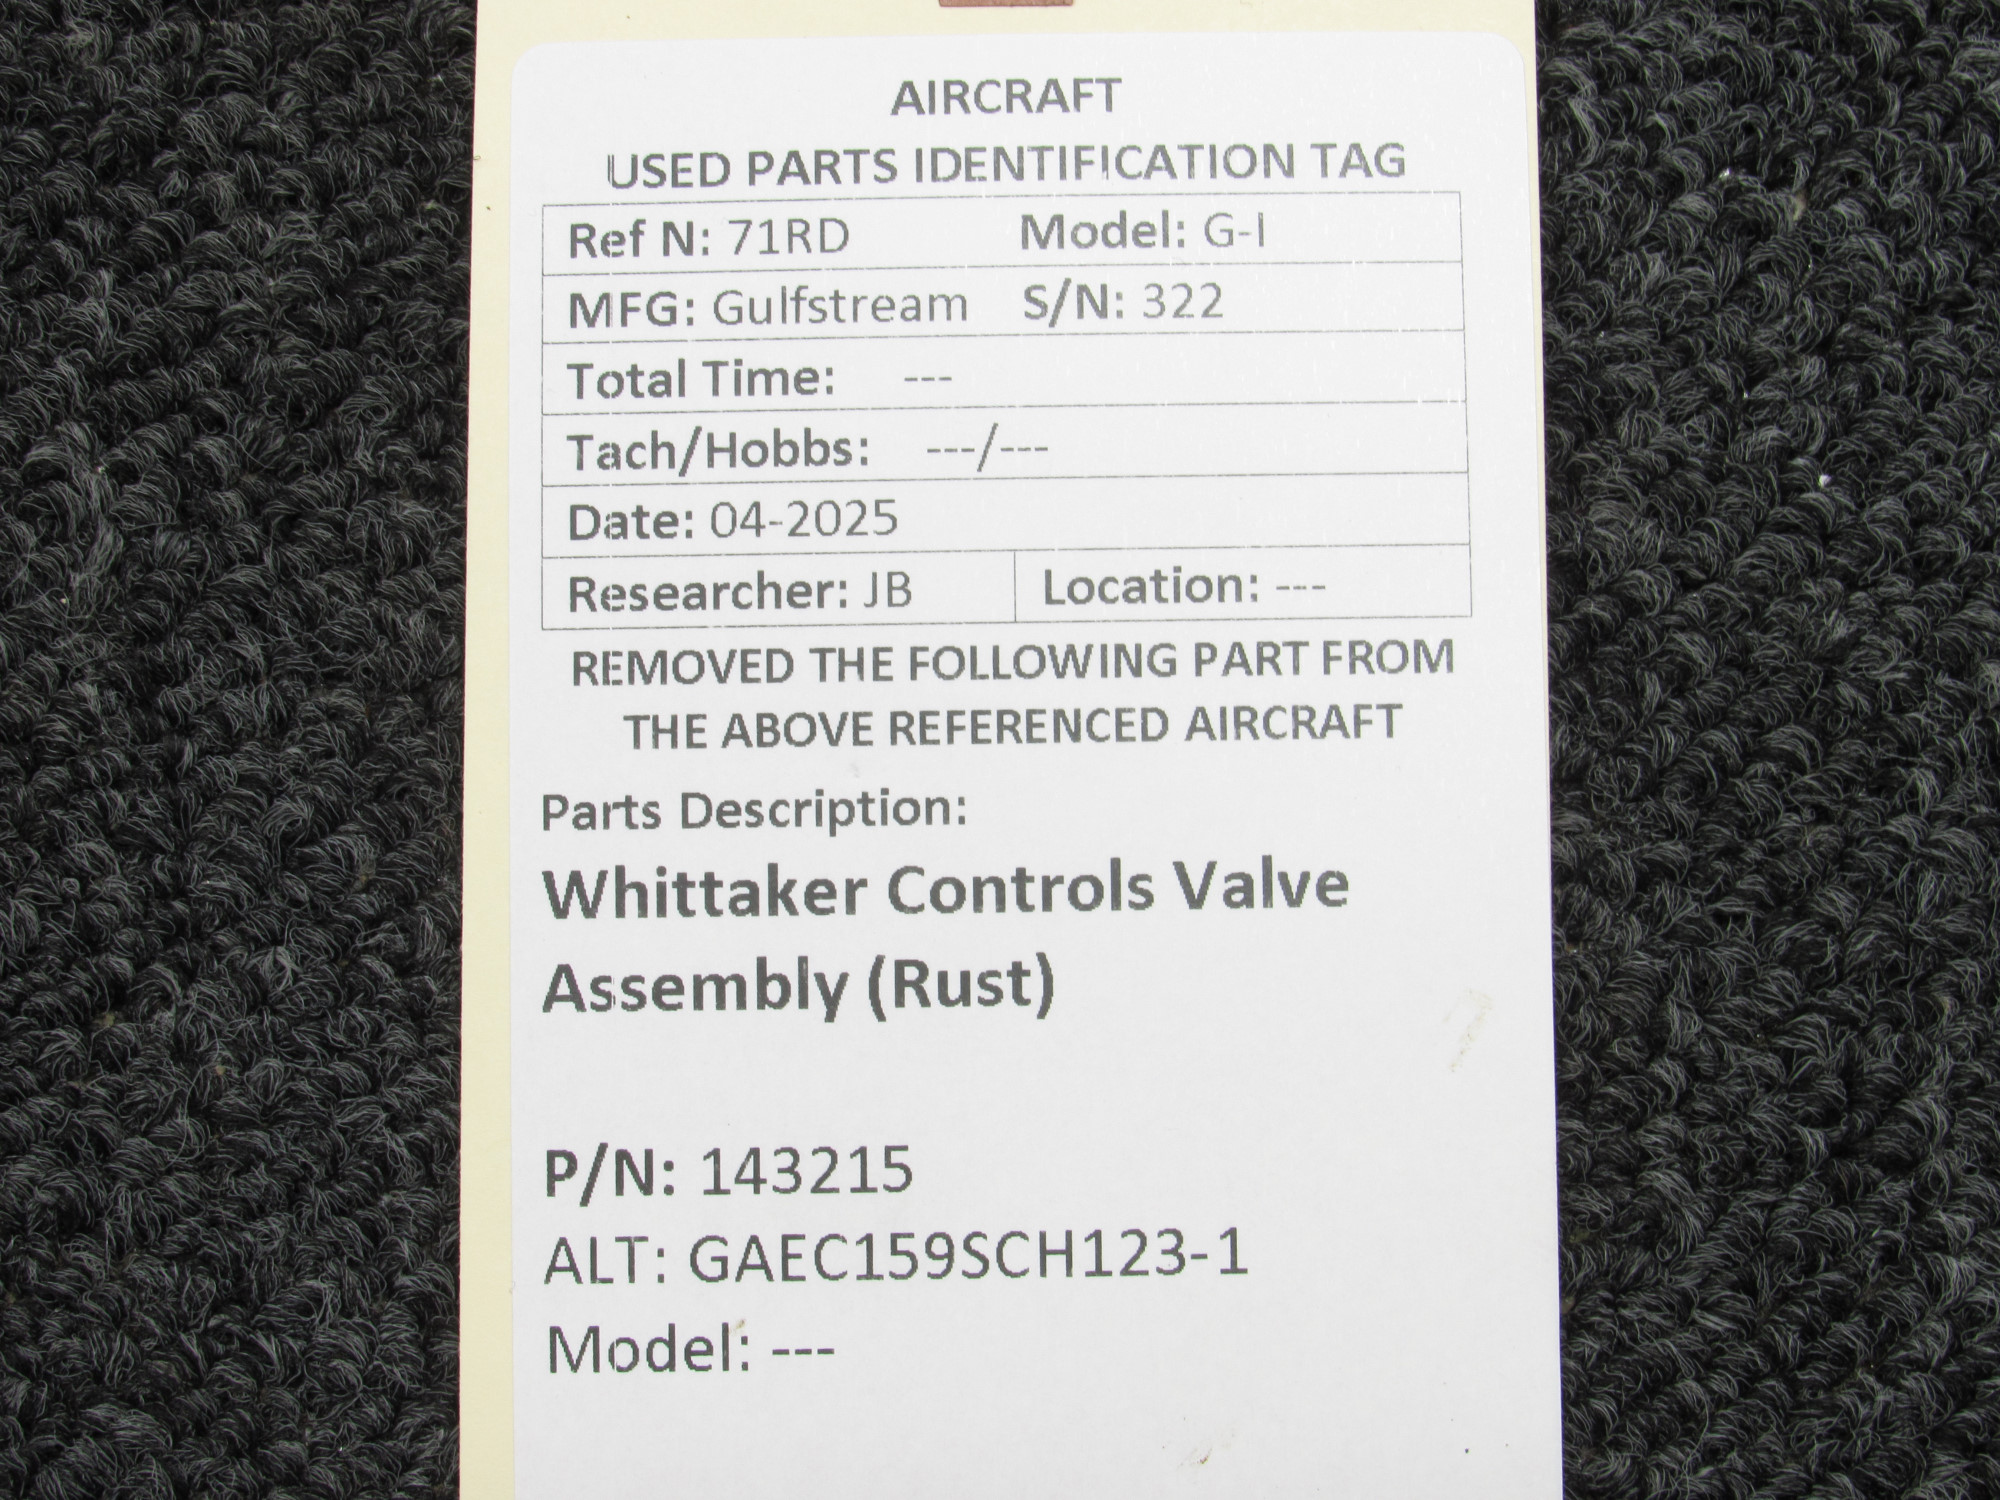 AIRCRAFT
USED PARTS IDENTIFICATION TAG
Ref N: 71RD Model: G-I
MFG: Gulfstream S/N: 322
Total Time: ---
Tach/Hobbs: ---/---
Date: 04-2025
Researcher: JB Location: ---
REMOVED THE FOLLOWING PART FROM
THE ABOVE REFERENCED AIRCRAFT
Parts Description:
Whittaker Controls Valve
Assembly (Rust)
P/N: 143215
ALT: GAEC159SCH123-1
Model: ---